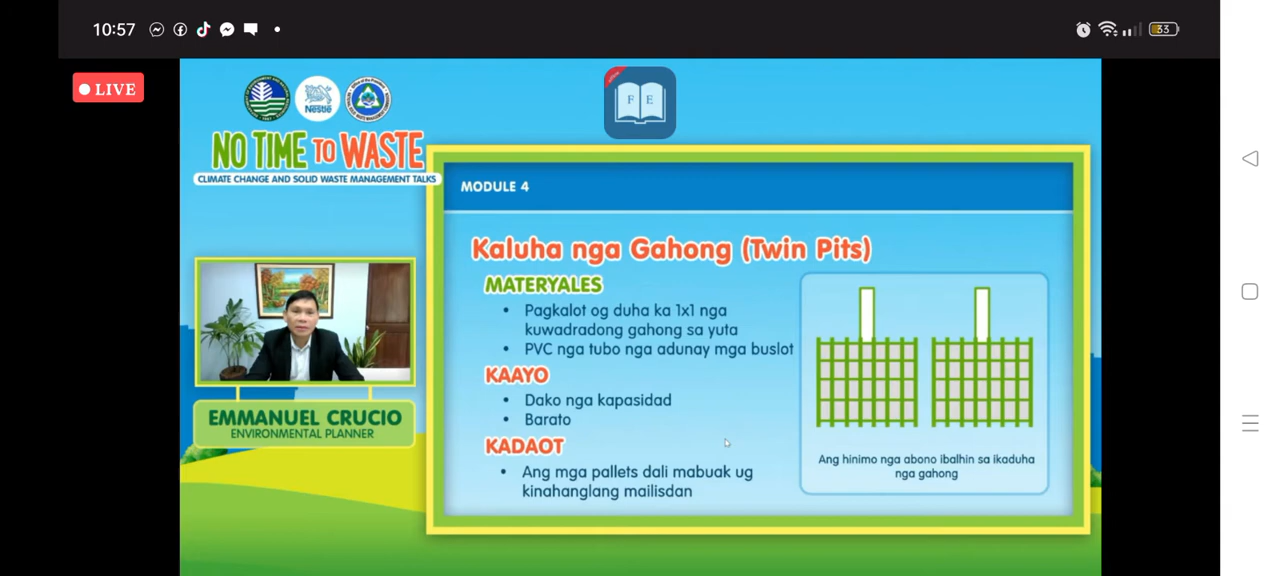 10:57
33
LIVE
Nestlé
F E
NO TIME TO WASTE
CLIMATE CHANGE AND SOLID WASTE MANAGEMENT TALKS
MODULE 4
Kaluha nga Gahong (Twin Pits)
MATERYALES
• Pagkalot og duha ka 1x1 nga
kuwadradong gahong sa yuta
• PVC nga tubo nga adunay mga buslot
KAAYO
• Dako nga kapasidad
• Barato
KADAOT
• Ang mga pallets dali mabuak ug
kinahanglang mailisdan
Ang hinimo nga abono ibalhin sa ikaduha
nga gahong
EMMANUEL CRUCIO
ENVIRONMENTAL PLANNER